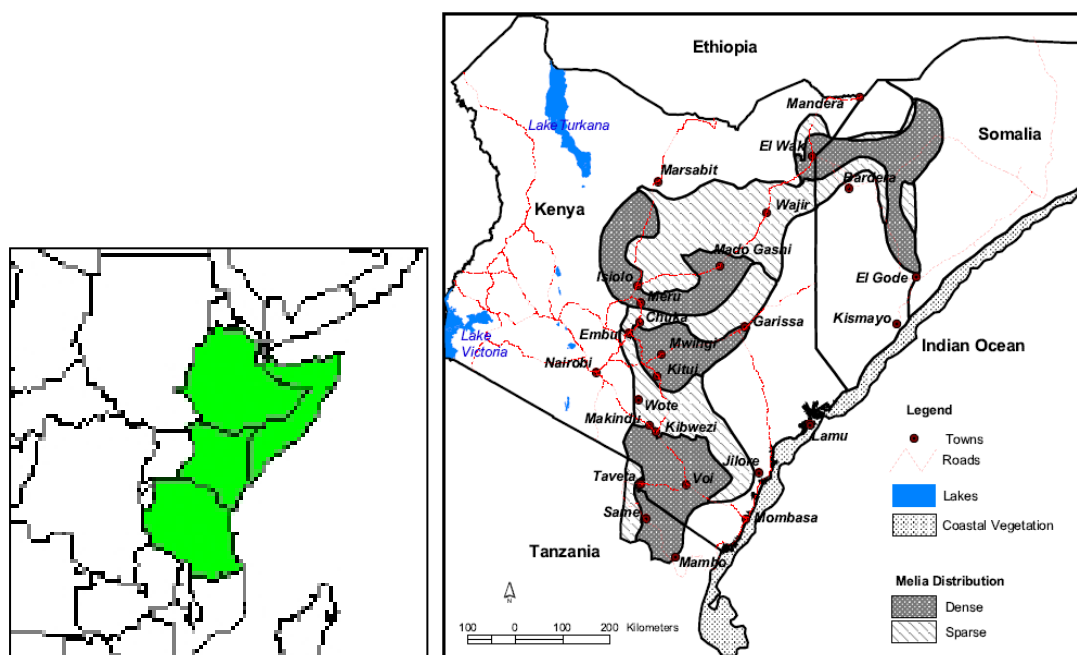 Ethiopia
Mandera
Lake Turkana
Somalia
El Wak
Marsabit
Bardera
Kenya
Wajir
Mado Gashi
Isiolo
El Gode
Meru
Chuka
Garissa
Kismayo
Embu
Lake
Victona
Mwingi
Indian Ocean
Nairobi
Kitui
Wote
Makindu
Kibwezi
Lamu
Jilore
Taveta
Voi
Same
Mombasa
Tanzania
Mambo
N
100 0 100 200 Kilometers
Legend
Towns
Roads
Lakes
Coastal Vegetation
Melia Distribution
Dense
Sparse